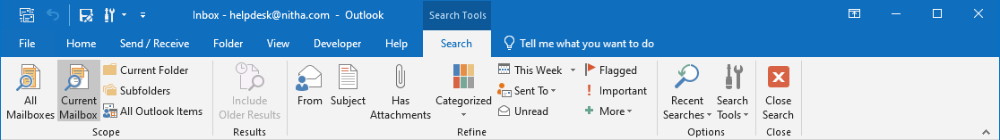 Inbox - helpdesk@nitha.com - Outlook
Search Tools
File Home Send / Receive Folder View Developer Help Search Tell me what you want to do
All Mailboxes
Current Mailbox
Current Folder
Subfolders
All Outlook Items
Scope
Include Older Results
Results
From
Subject
Has Attachments
Categorized
This Week
Sent To
Unread
Flagged
Important
More
Refine
Recent Searches
Search Tools
Options
Close Search
Close